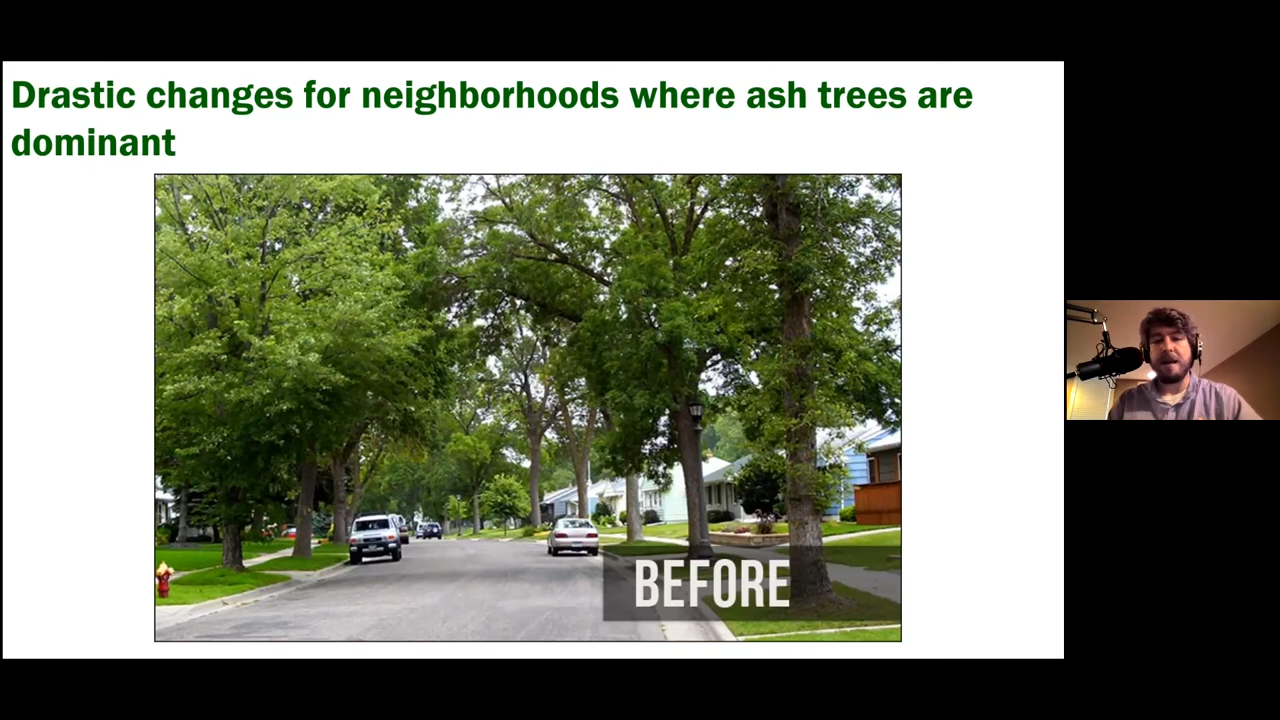 Drastic changes for neighborhoods where ash trees are
dominant
BEFORE